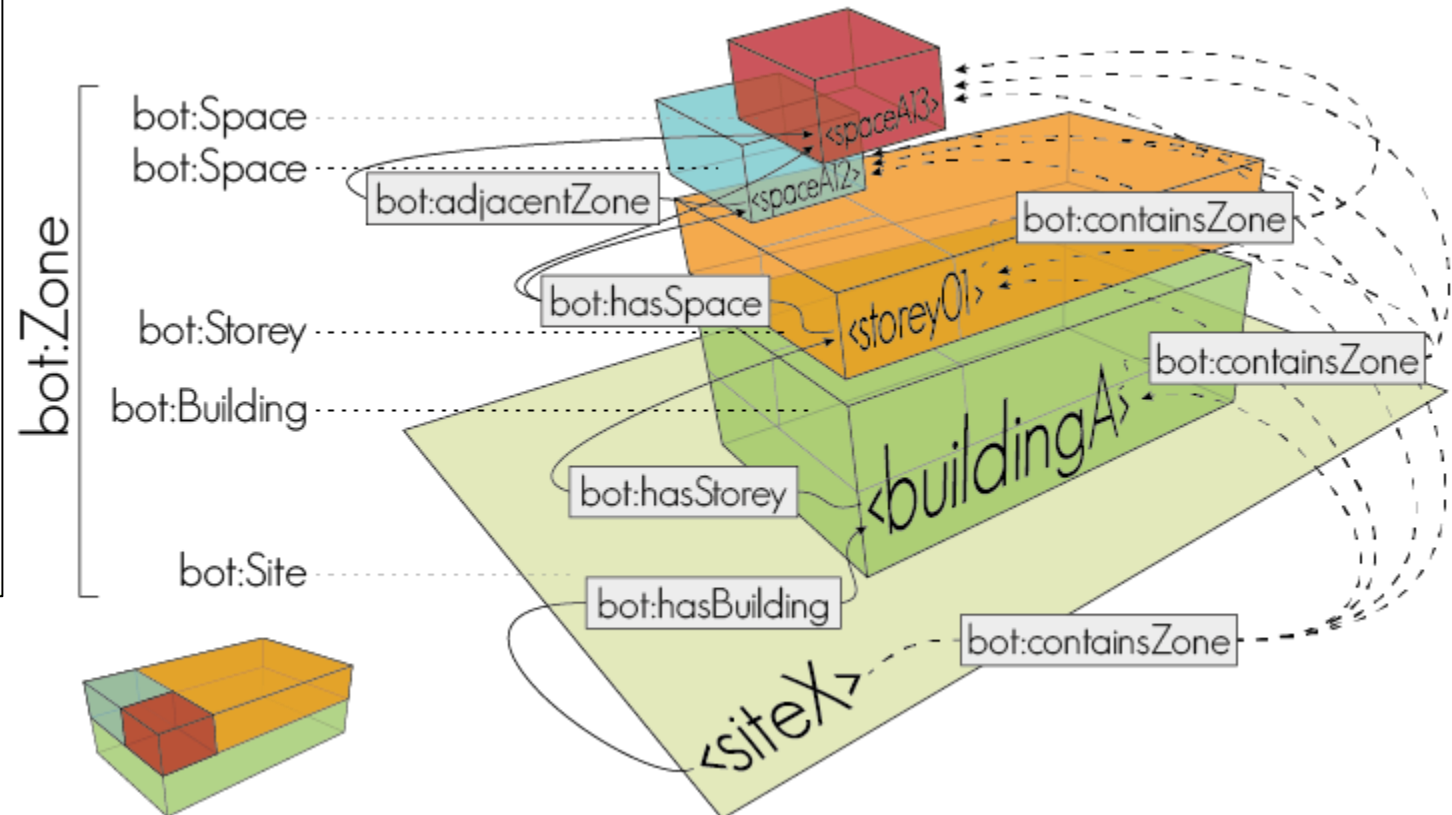 bot:Zone
bot:Space
bot:Space
bot:Storey
bot:Building
bot:Site
<spaceA13>
<spaceA12>
bot:adjacentZone
bot:containsZone
bot:hasSpace
<storey01>
bot:containsZone
<buildingA>
bot:hasStorey
bot:hasBuilding
bot:containsZone
<siteX>